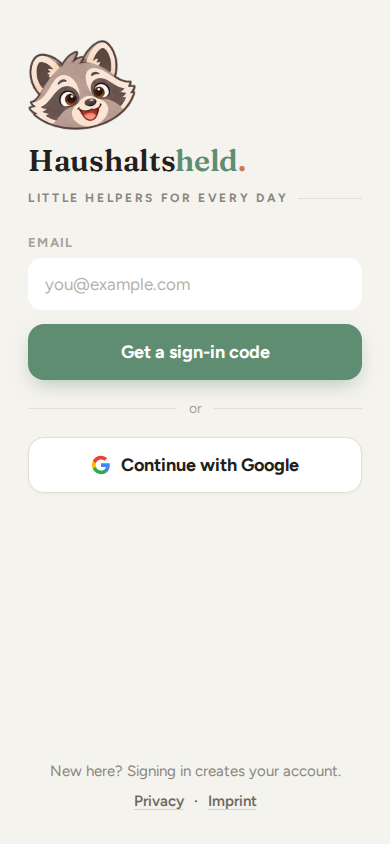 Haushaltsheld.
LITTLE HELPERS FOR EVERY DAY
EMAIL
you@example.com
Get a sign-in code
or
Continue with Google
New here? Signing in creates your account.
Privacy · Imprint